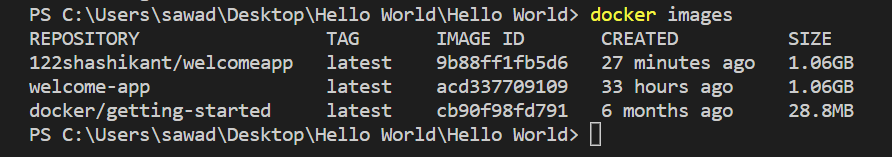 PS C:\Users\sawad\Desktop\Hello World\Hello World> docker images
REPOSITORY TAG IMAGE ID CREATED SIZE
122shashikant/welcomeapp latest 9b88ff1fb5d6 27 minutes ago 1.06GB
welcome-app latest acd337709109 33 hours ago 1.06GB
docker/getting-started latest cb90f98fd791 6 months ago 28.8MB
PS C:\Users\sawad\Desktop\Hello World\Hello World>